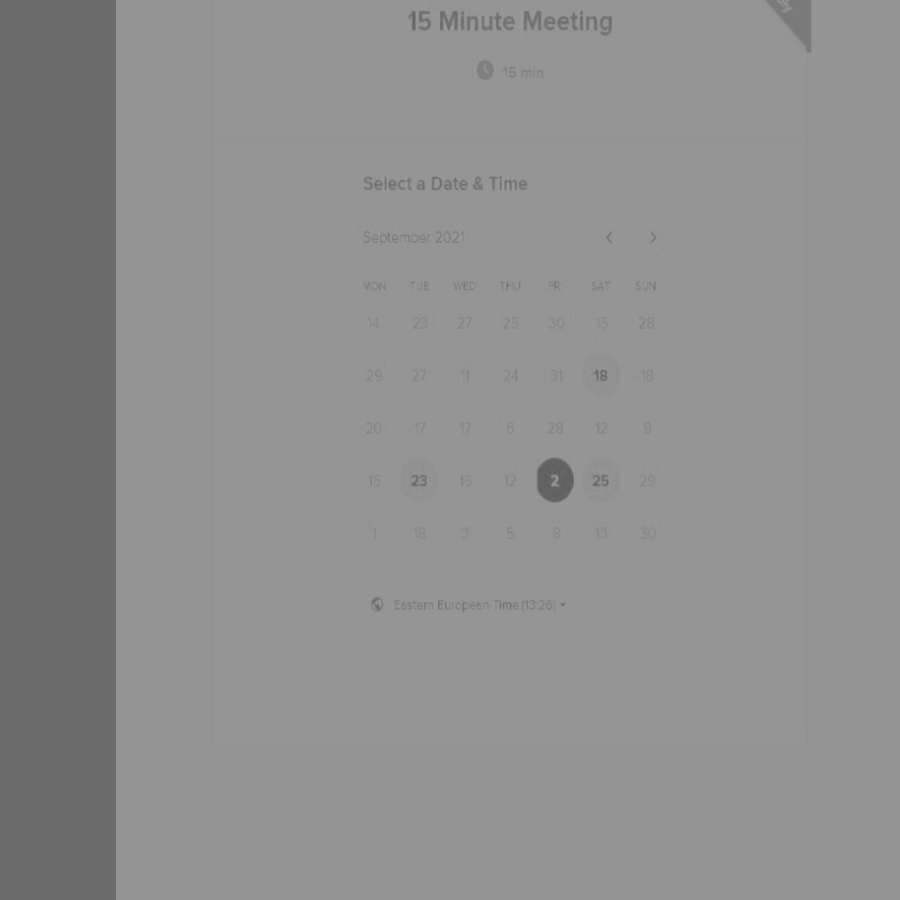 15 Minute Meeting
15 min
Select a Date & Time
September 2021
MON TUE WED THU FRI SAT SUN
14 23 27 25 30 15 28
29 27 11 24 31 18 18
20 17 17 6 28 12 9
15 23 15 12 2 25 29
1 18 3 5 8 13 30
Eastern European Time (13:26)